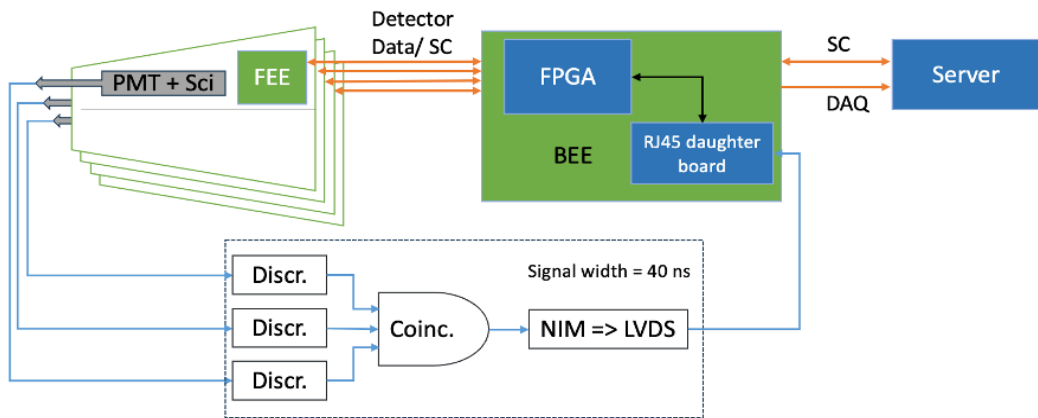 Detector
Data/ SC
PMT + Sci
FEE
FPGA
BEE
RJ45 daughter
board
SC
DAQ
Server
Signal width = 40 ns
Discr.
Discr.
Discr.
Coinc.
NIM => LVDS